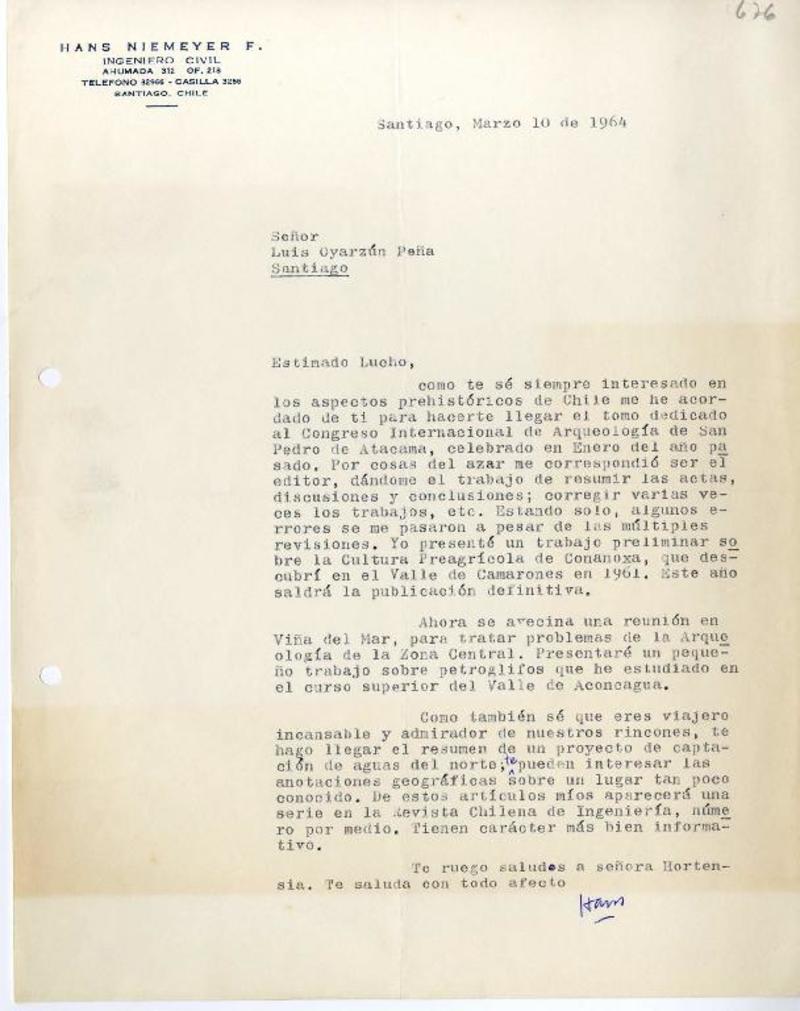 626
HANS NIEMEYER F.
INGENIERO CIVIL
AHUMADA 312 OF. 216
TELEFONO 82966 - CASILLA 3256
SANTIAGO. CHILE
Santiago, Marzo 10 de 1964
Señor
Luis Oyarzún Peña
Santiago
Estimado Lucho,
como te sé siempre interesado en
los aspectos prehistóricos de Chile me he acor-
dado de ti para hacerte llegar el tomo dedicado
al Congreso Internacional de Arqueología de San
Pedro de Atacama, celebrado en Enero del año pa
sado. Por cosas del azar me correspondió ser el
editor, dándome el trabajo de resumir las actas,
discusiones y conclusiones; corregir varias ve-
ces los trabajos, etc. Estando solo, algunos e-
rrores se me pasaron a pesar de las múltiples
revisiones. Yo presenté un trabajo preliminar so
bre la Cultura Preagrícola de Conanoxa, que des-
cubrí en el Valle de Camarones en 1961. Este año
saldrá la publicación definitiva.
Ahora se avecina una reunión en
Viña del Mar, para tratar problemas de la Arque
ología de la Zona Central. Presentaré un peque-
ño trabajo sobre petroglifos que he estudiado en
el curso superior del Valle de Aconcagua.
Como también sé que eres viajero
incansable y admirador de nuestros rincones, te
hago llegar el resumen de un proyecto de capta-
ción de aguas del norte; te pueden interesar las
anotaciones geográficas sobre un lugar tan poco
conocido. De estos artículos míos aparecerá una
serie en la Revista Chilena de Ingeniería, núme
ro por medio. Tienen carácter más bien informa-
tivo.
Te ruego saludes a señora Horten-
sia. Te saluda con todo afecto
Hans